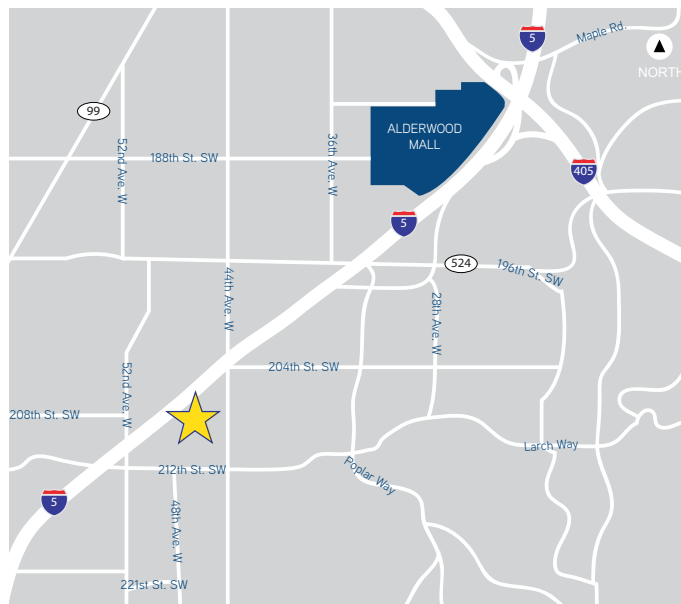 5
Maple Rd.
NORTH
99
ALDERWOOD
MALL
52nd Ave. W
36th Ave. W
188th St. SW
405
5
524
196th St. SW
44th Ave. W
28th Ave. W
204th St. SW
52nd Ave. W
208th St. SW
Larch Way
212th St. SW
Poplar Way
5
48th Ave. W
221st St. SW